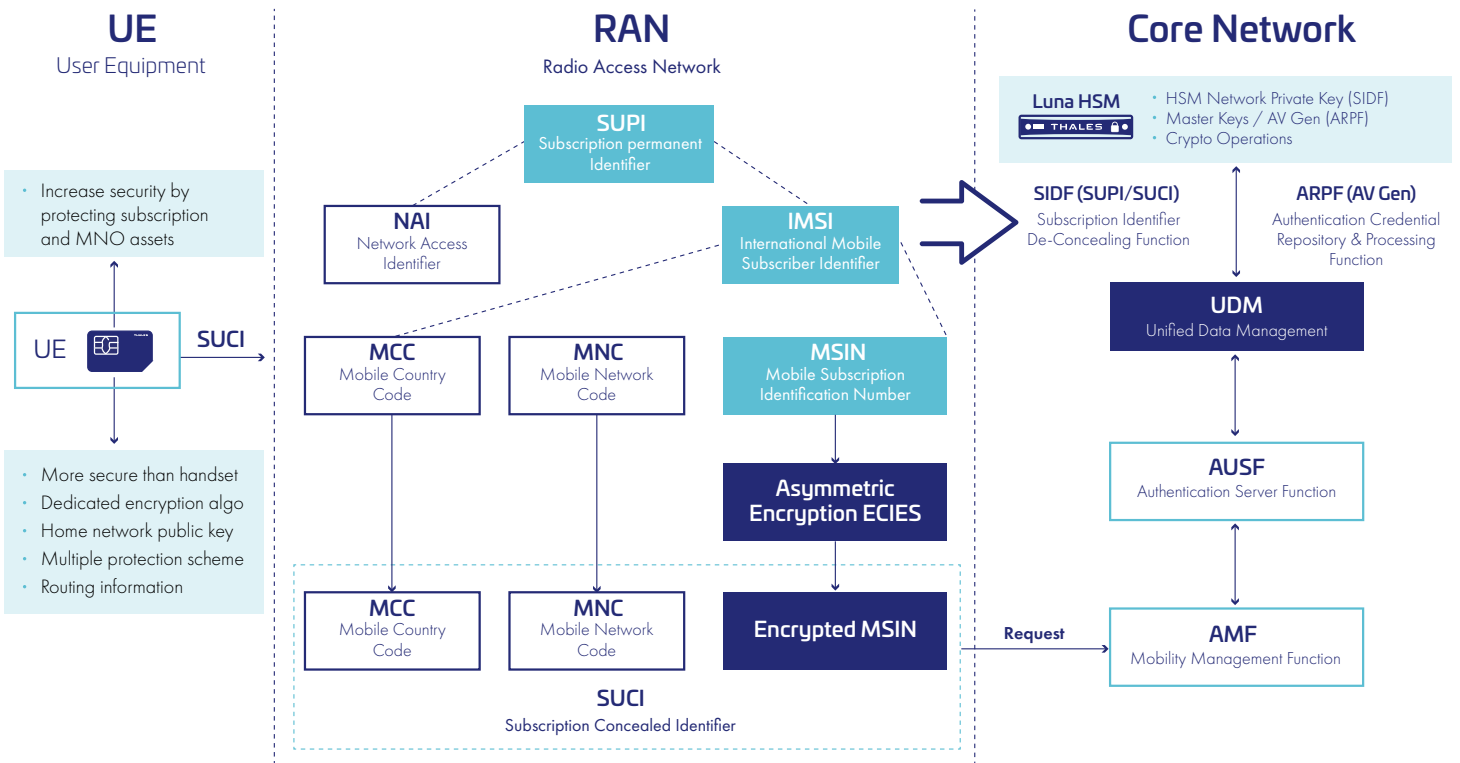 UE
User Equipment
• Increase security by
protecting subscription
and MNO assets
UE
THALES
SUCI
• More secure than handset
• Dedicated encryption algo
• Home network public key
• Multiple protection scheme
• Routing information
RAN
Radio Access Network
SUPI
Subscription permanent
Identifier
NAI
Network Access
Identifier
IMSI
International Mobile
Subscriber Identifier
MCC
Mobile Country
Code
MNC
Mobile Network
Code
MSIN
Mobile Subscription
Identification Number
Asymmetric
Encryption ECIES
MCC
Mobile Country
Code
MNC
Mobile Network
Code
Encrypted MSIN
SUCI
Subscription Concealed Identifier
Core Network
Luna HSM
THALES
• HSM Network Private Key (SIDF)
• Master Keys / AV Gen (ARPF)
• Crypto Operations
SIDF (SUPI/SUCI)
Subscription Identifier
De-Concealing Function
ARPF (AV Gen)
Authentication Credential
Repository & Processing
Function
UDM
Unified Data Management
AUSF
Authentication Server Function
Request
AMF
Mobility Management Function